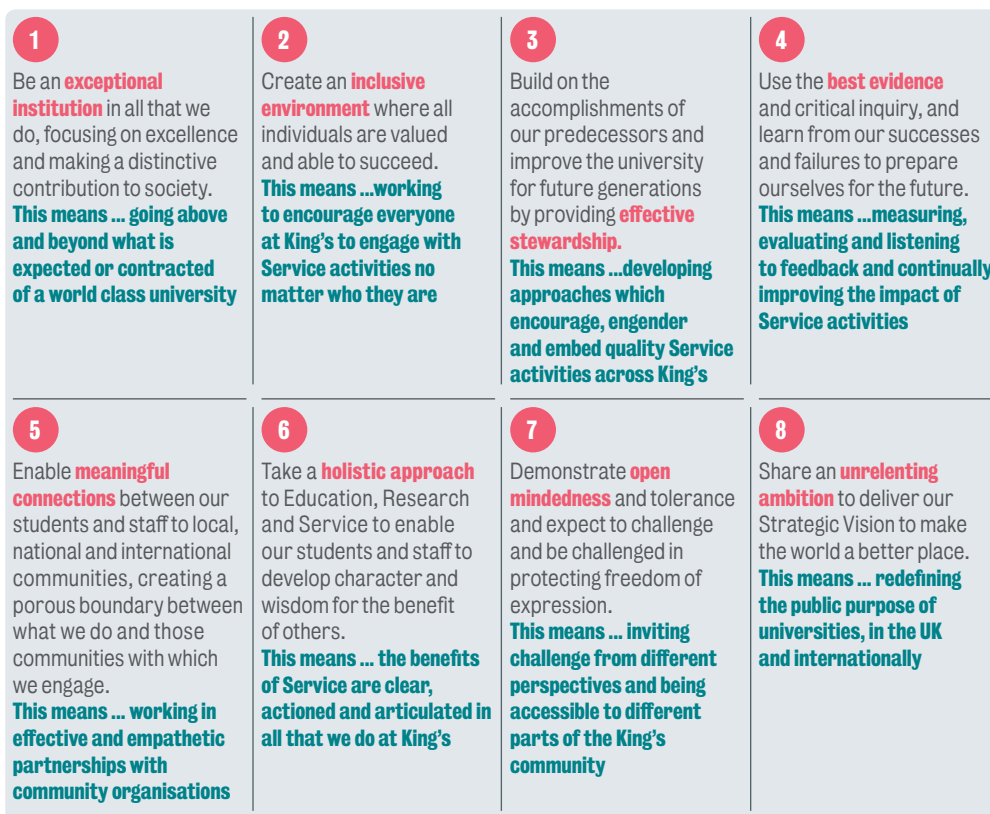 1
Be an exceptional
institution in all that we
do, focusing on excellence
and making a distinctive
contribution to society.
This means ... going above
and beyond what is
expected or contracted
of a world class university
2
Create an inclusive
environment where all
individuals are valued
and able to succeed.
This means ...working
to encourage everyone
at King's to engage with
Service activities no
matter who they are
3
Build on the
accomplishments of
our predecessors and
improve the university
for future generations
by providing effective
stewardship.
This means ...developing
approaches which
encourage, engender
and embed quality Service
activities across King's
4
Use the best evidence
and critical inquiry, and
learn from our successes
and failures to prepare
ourselves for the future.
This means ...measuring,
evaluating and listening
to feedback and continually
improving the impact of
Service activities
5
Enable meaningful
connections between our
students and staff to local,
national and international
communities, creating a
porous boundary between
what we do and those
communities with which
we engage.
This means ... working in
effective and empathetic
partnerships with
community organisations
6
Take a holistic approach
to Education, Research
and Service to enable
our students and staff to
develop character and
wisdom for the benefit
of others.
This means ... the benefits
of Service are clear,
actioned and articulated in
all that we do at King's
7
Demonstrate open
mindedness and tolerance
and expect to challenge
and be challenged in
protecting freedom of
expression.
This means ... inviting
challenge from different
perspectives and being
accessible to different
parts of the King's
community
8
Share an unrelenting
ambition to deliver our
Strategic Vision to make
the world a better place.
This means ... redefining
the public purpose of
universities, in the UK
and internationally